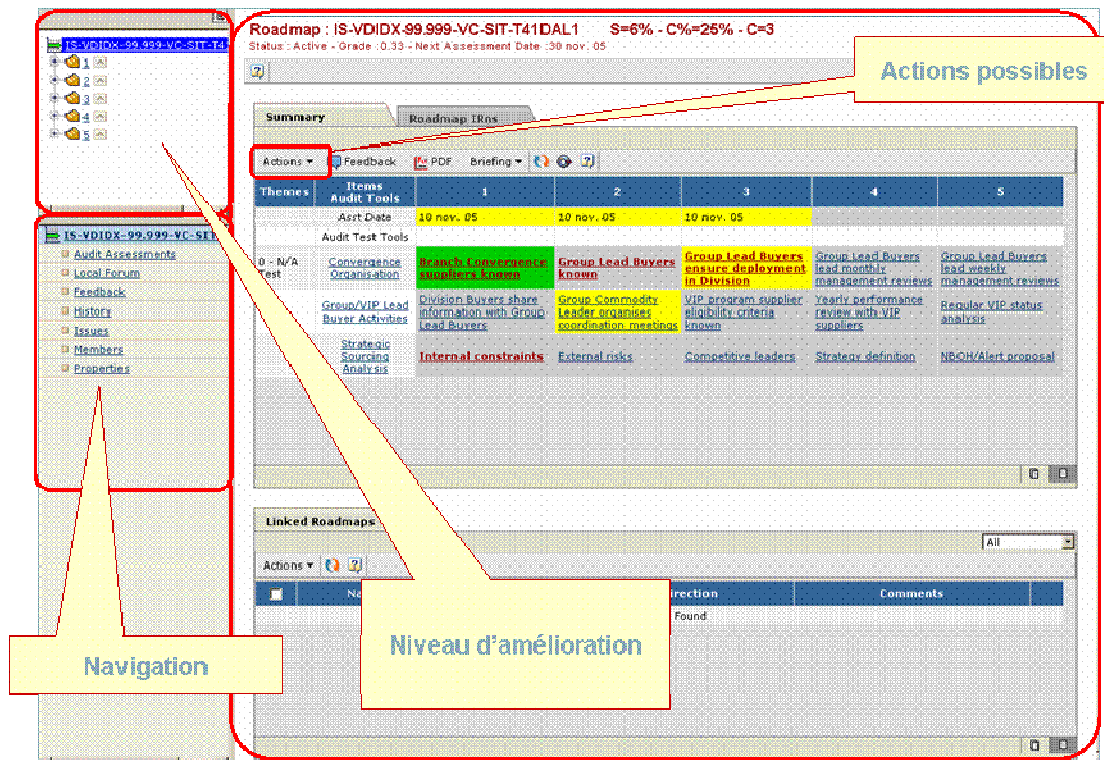 IS-VDIDX-99.999-VC-SIT-T4
1
2
3
4
5
IS-VDIDX-99.999-VC-SIT
Audit Assessments
Local Forum
Feedback
History
Issues
Members
Properties
Navigation
Roadmap : IS-VDIDX-99.999-VC-SIT-T41DAL1 S=6% - C%=25% - C=3
Status : Active - Grade : 0.33 - Next Assessment Date : 30 nov. 05
Actions possibles
Summary Roadmap IRns
Actions Feedback PDF Briefing
Themes Items Audit Tools 1 2 3 4 5
Asst Date 10 nov. 05 10 nov. 05 10 nov. 05
Audit Test Tools
0 - N/A Test Convergence Organisation Branch Convergence suppliers known Group Lead Buyers known Group Lead Buyers ensure deployment in Division Group Lead Buyers lead monthly management reviews Group Lead Buyers lead weekly management reviews
Group/VIP Lead Buyer Activities Division Buyers share information with Group Lead Buyers Group Commodity Leader organises coordination meetings VIP program supplier eligibility criteria known Yearly performance review with VIP suppliers Regular VIP status analysis
Strategic Sourcing Analysis Internal constraints External risks Competitive leaders Strategy definition NBOH/Alert proposal
Linked Roadmaps
All
Actions
Na rection Comments
Found
Niveau d'amélioration